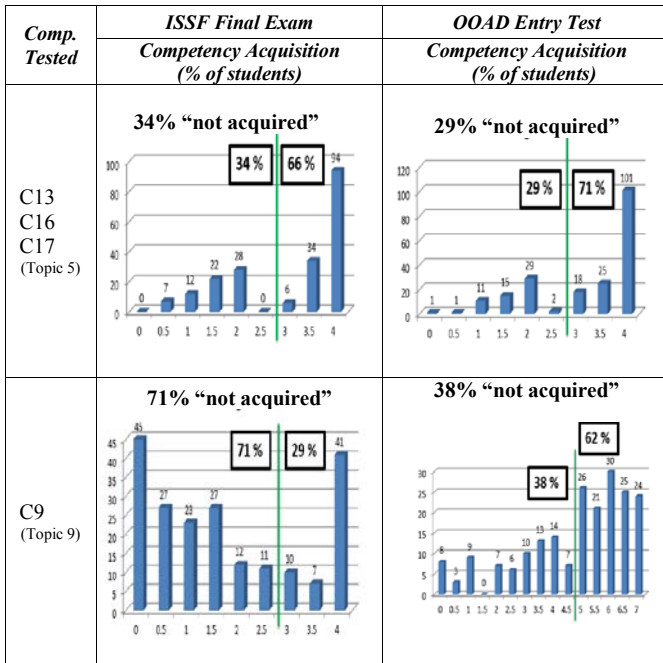 Comp. Tested
ISSF Final Exam
OOAD Entry Test
Competency Acquisition (% of students)
Competency Acquisition (% of students)
C13
C16
C17
(Topic 5)
34% “not acquired”
34 % 66 %
100
80
60
40
20
0
0 7 12 22 28 0 6 34 94
0 0.5 1 1.5 2 2.5 3 3.5 4
29% “not acquired”
29 % 71 %
120
100
80
60
40
20
0
1 1 11 15 29 2 18 25 101
0 0.5 1 1.5 2 2.5 3 3.5 4
C9
(Topic 9)
71% “not acquired”
71 % 29 %
45
40
35
30
25
20
15
10
5
0
45 27 23 27 12 11 10 7 41
0 0.5 1 1.5 2 2.5 3 3.5 4
38% “not acquired”
62 %
38 %
30
25
20
15
10
5
0
8 3 9 0 7 6 10 13 14 7 26 21 30 25 24
0 0.5 1 1.5 2 2.5 3 3.5 4 4.5 5 5.5 6 6.5 7